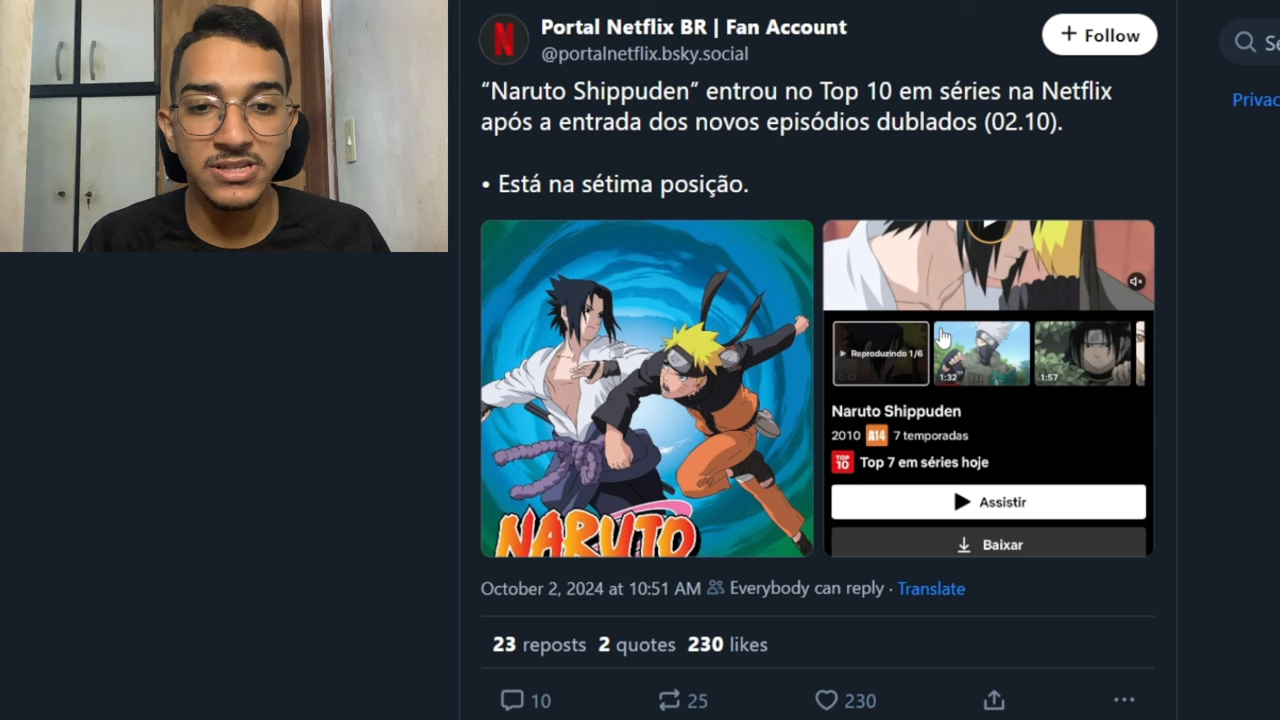 Portal Netflix BR | Fan Account
@portalnetflix.bsky.social
+ Follow
“Naruto Shippuden” entrou no Top 10 em séries na Netflix
após a entrada dos novos episódios dublados (02.10).
• Está na sétima posição.
NARUTO
Reproduzindo 1/6
1:32
1:57
Naruto Shippuden
2010 A14 7 temporadas
TOP 10 Top 7 em séries hoje
Assistir
Baixar
October 2, 2024 at 10:51 AM Everybody can reply · Translate
23 reposts 2 quotes 230 likes
10 25 230